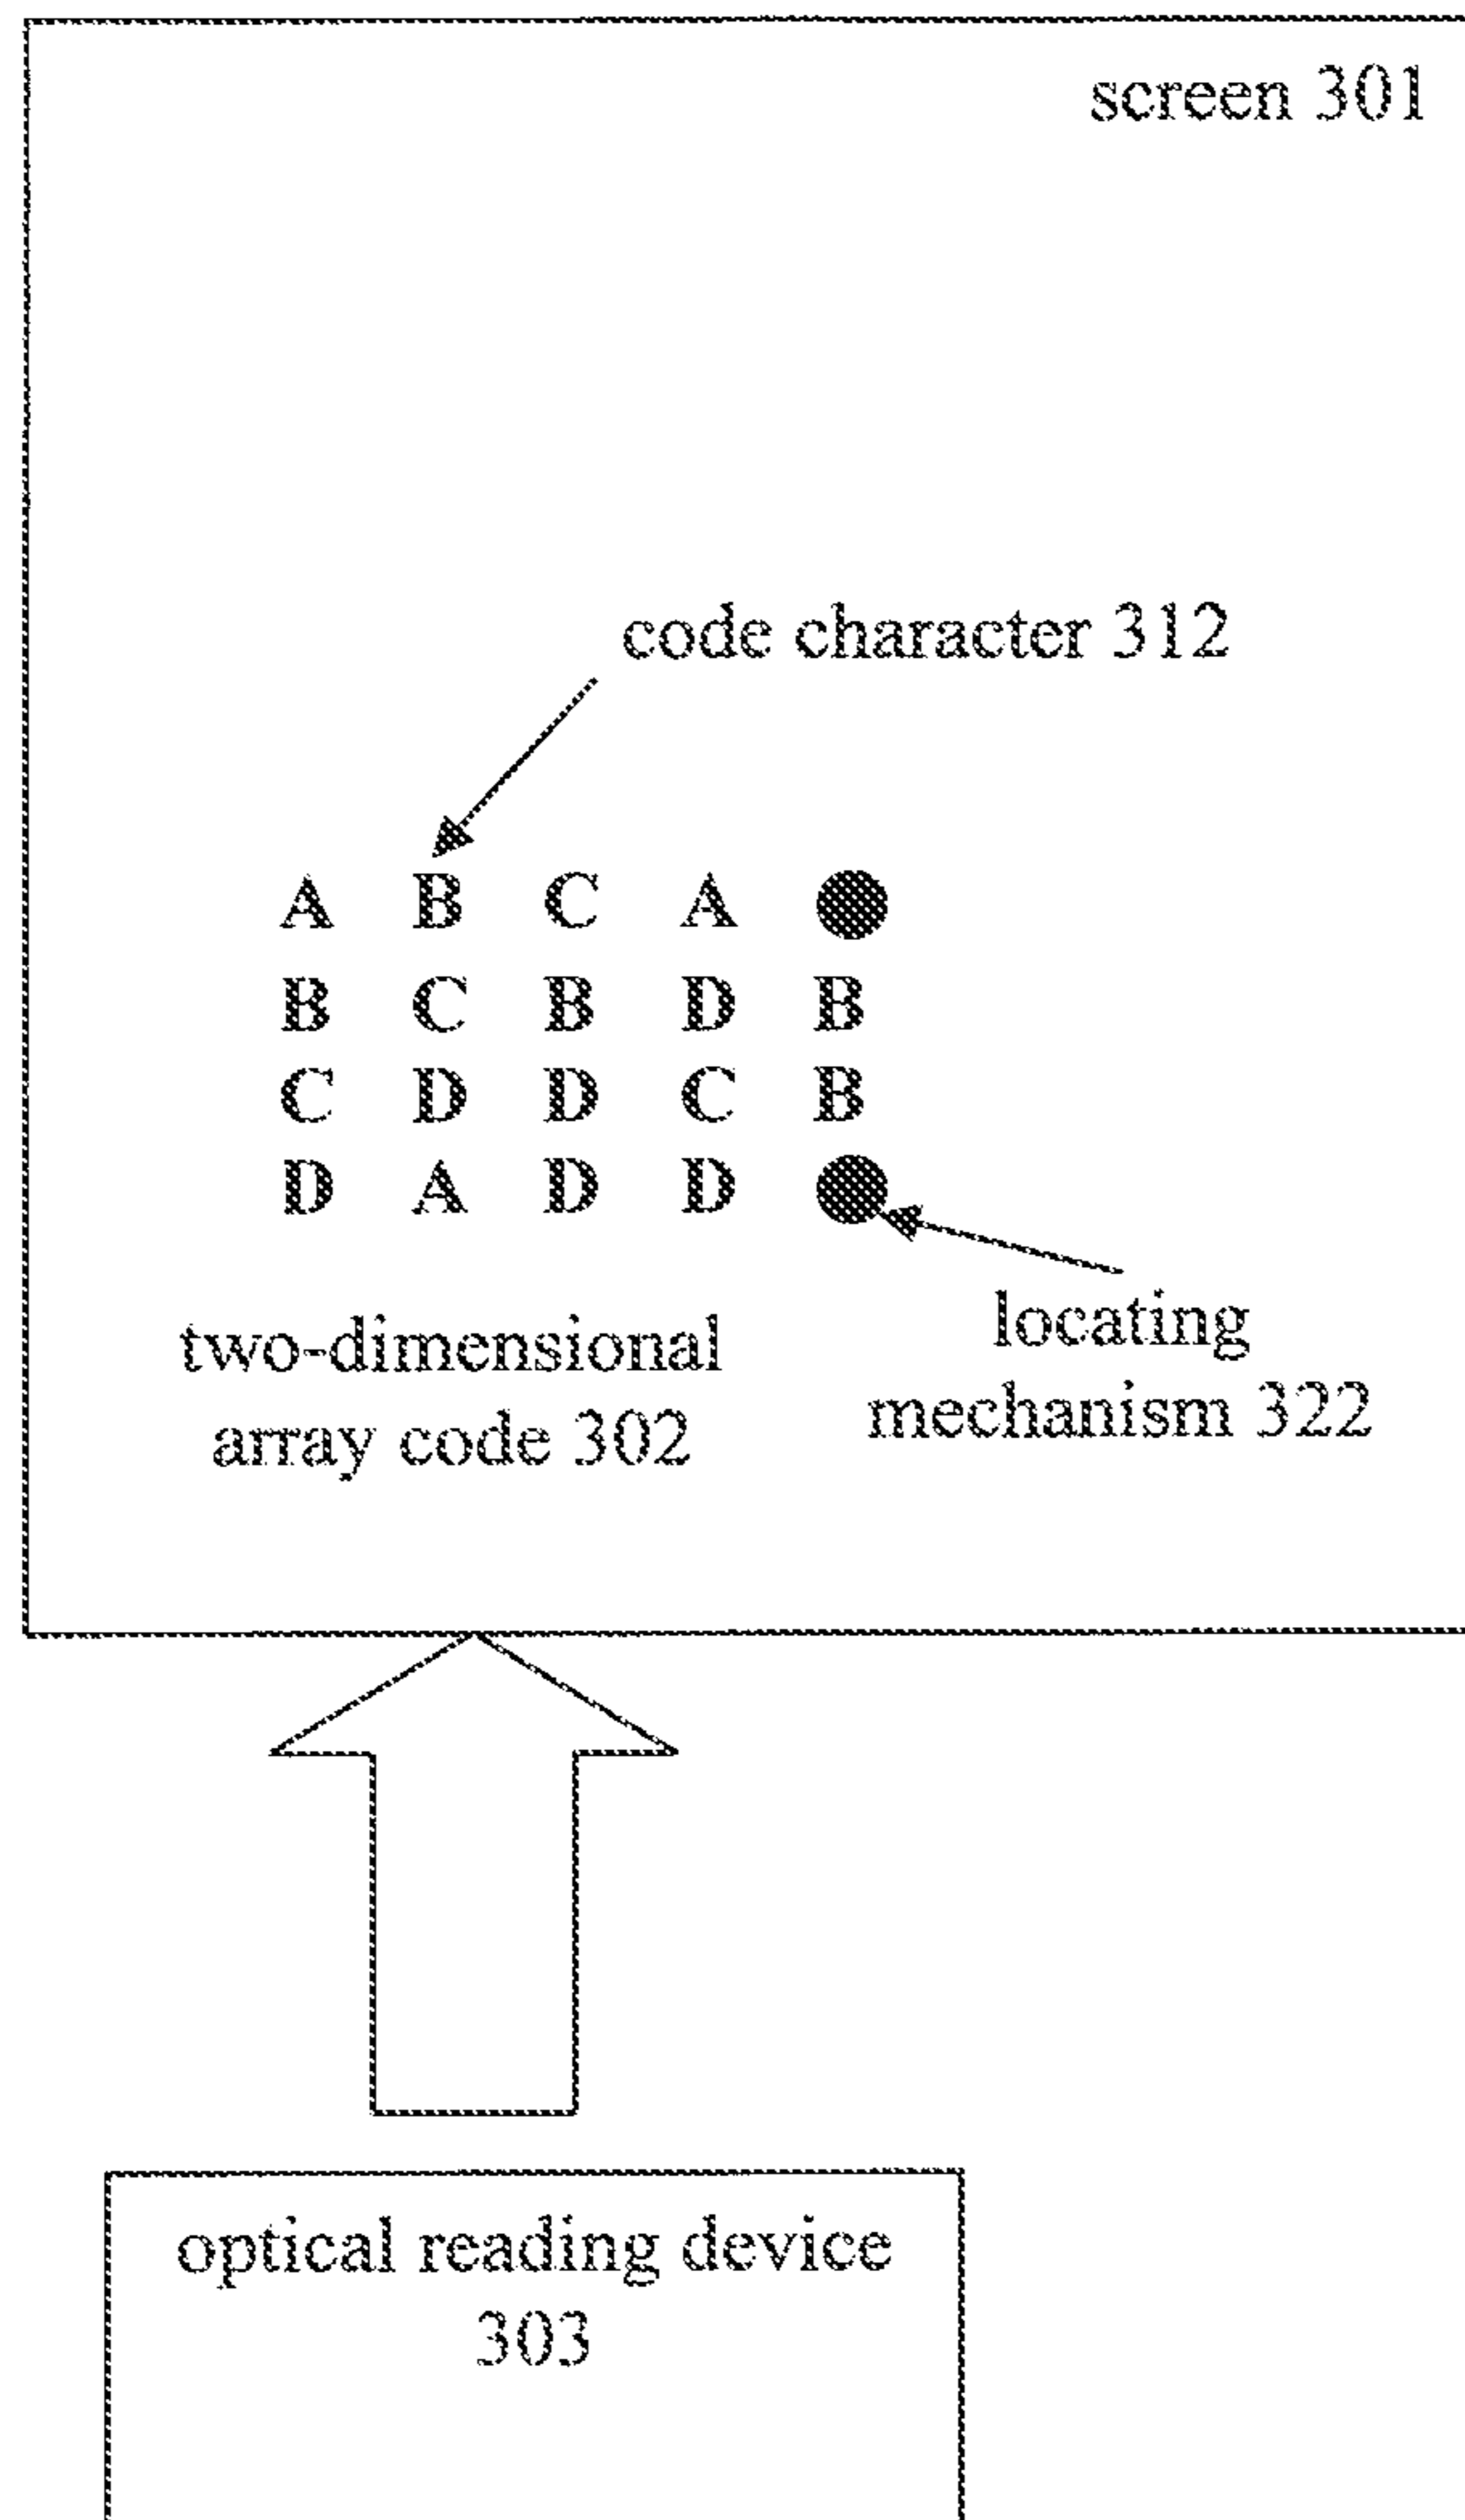 screen 301
code character 312
A B C A
B C B D B
C D D C B
D A D D
two-dimensional
array code 302
locating
mechanism 322
optical reading device
303